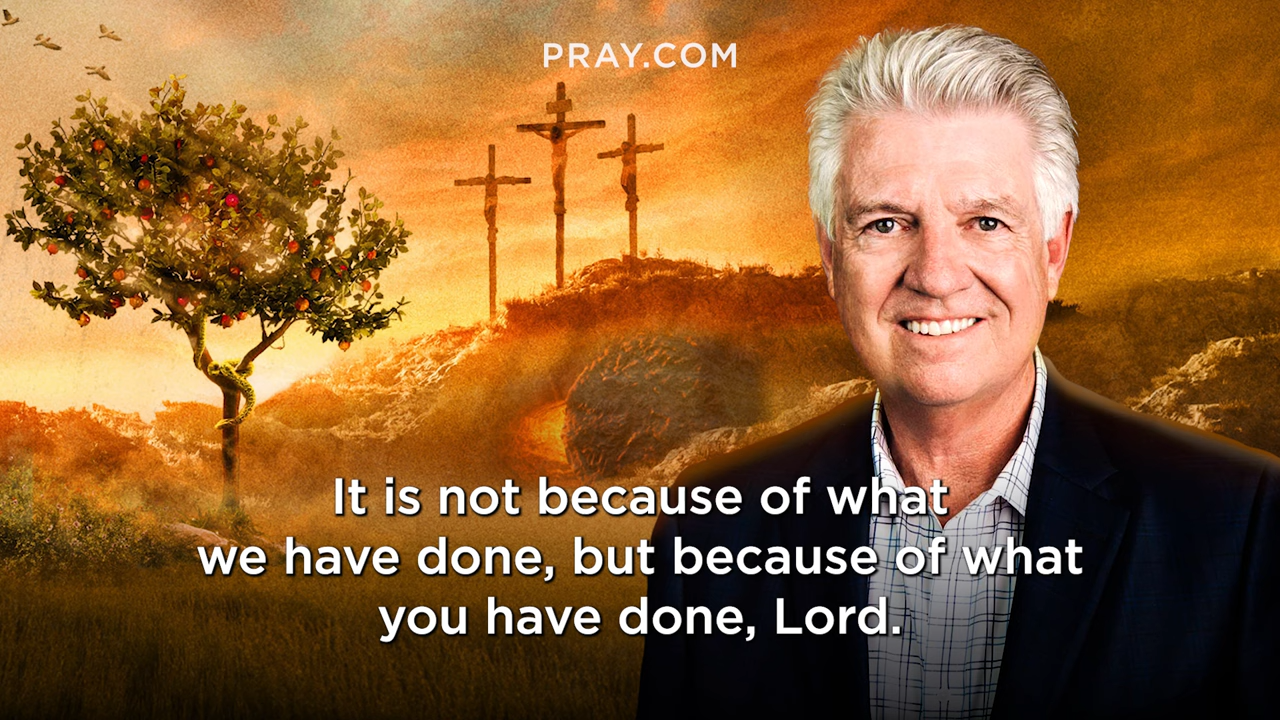 PRAY.COM
It is not because of what
we have done, but because of what
you have done, Lord.